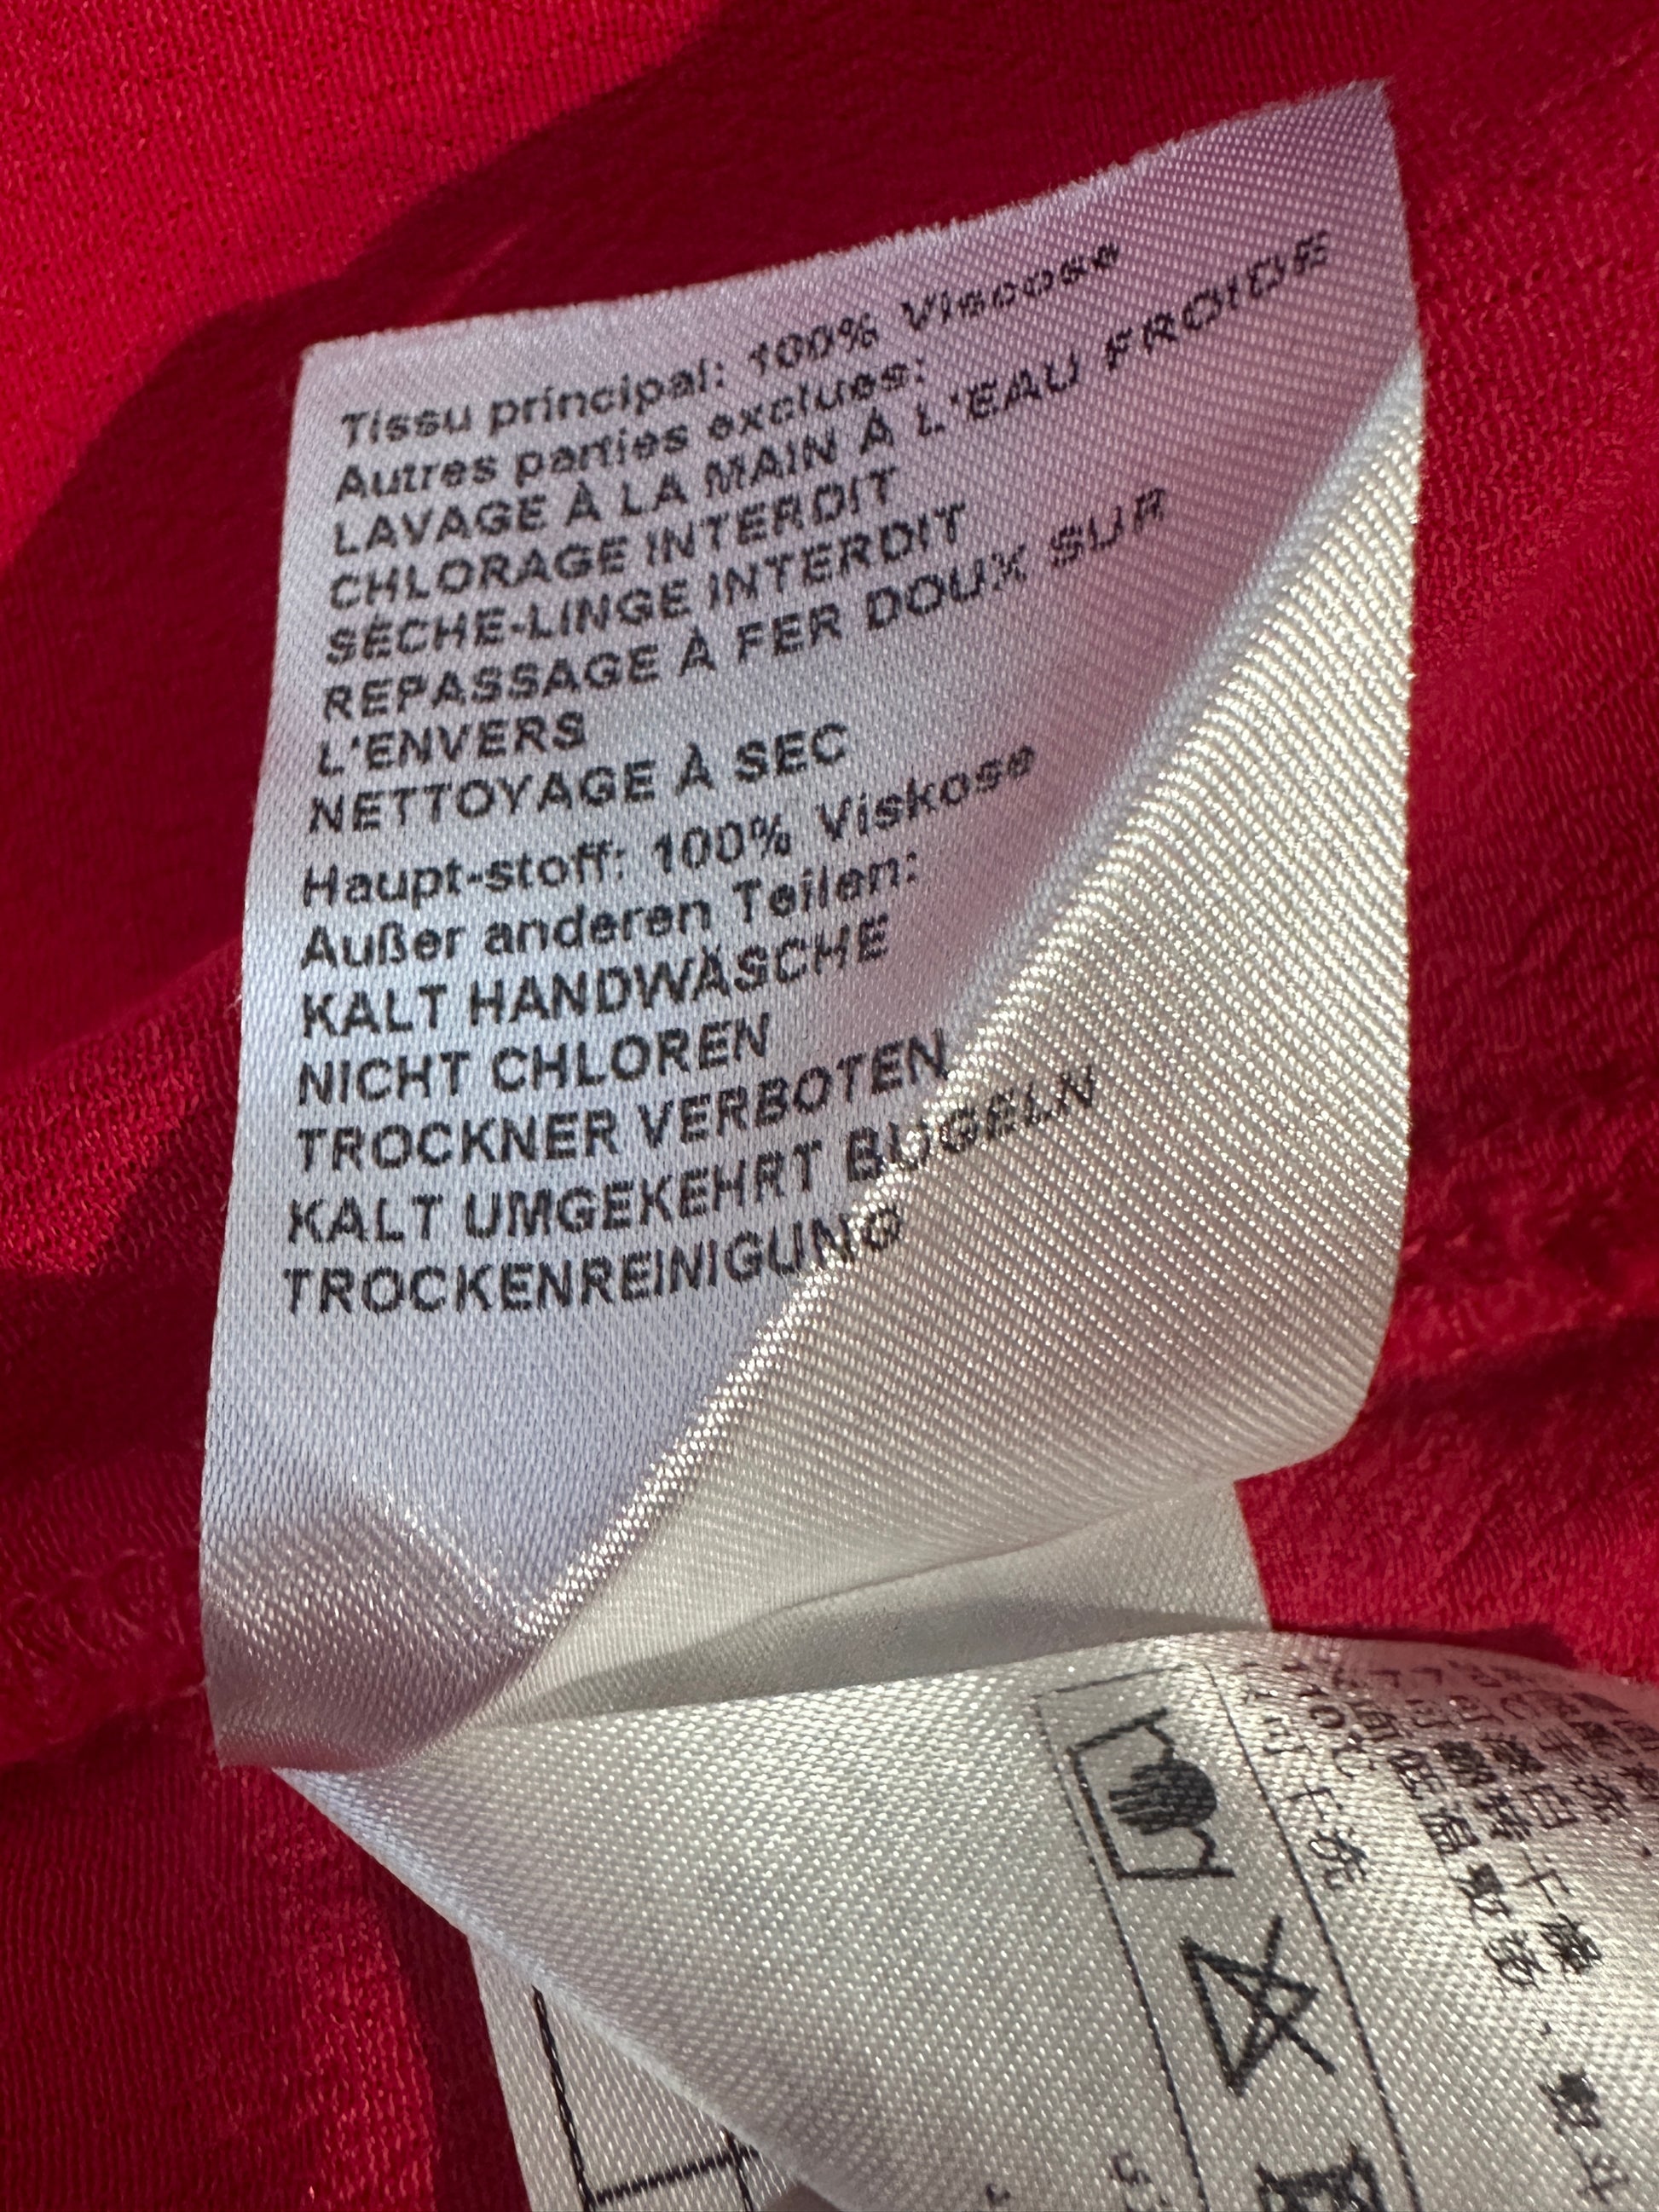 Tissu principal: 100% Viscose
Autres parties exclues:
LAVAGE À LA MAIN À L'EAU FROIDE
CHLORAGE INTERDIT
SÈCHE-LINGE INTERDIT
REPASSAGE À FER DOUX SUR
L'ENVERS
NETTOYAGE À SEC
Haupt-stoff: 100% Viskose
Außer anderen Teilen:
KALT HANDWÄSCHE
NICHT CHLOREN
TROCKNER VERBOTEN
KALT UMGEKEHRT BÜGELN
TROCKENREINIGUNG